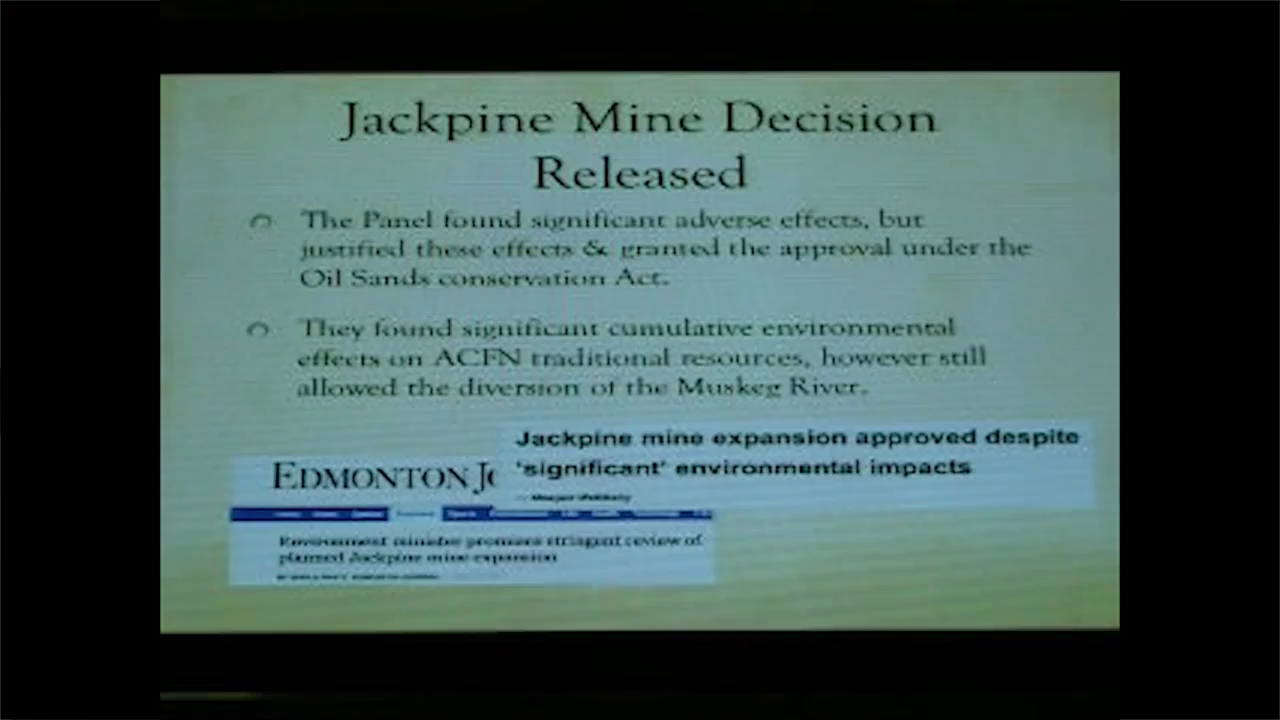 Jackpine Mine Decision
Released
The Panel found significant adverse effects, but
justified these effects & granted the approval under the
Oil Sands conservation Act.
They found significant cumulative environmental
effects on ACFN traditional resources, however still
allowed the diversion of the Muskeg River.
Jackpine mine expansion approved despite
'significant' environmental impacts
EDMONTON JO
Environment minister promises stringent review of
planned Jackpine mine expansion